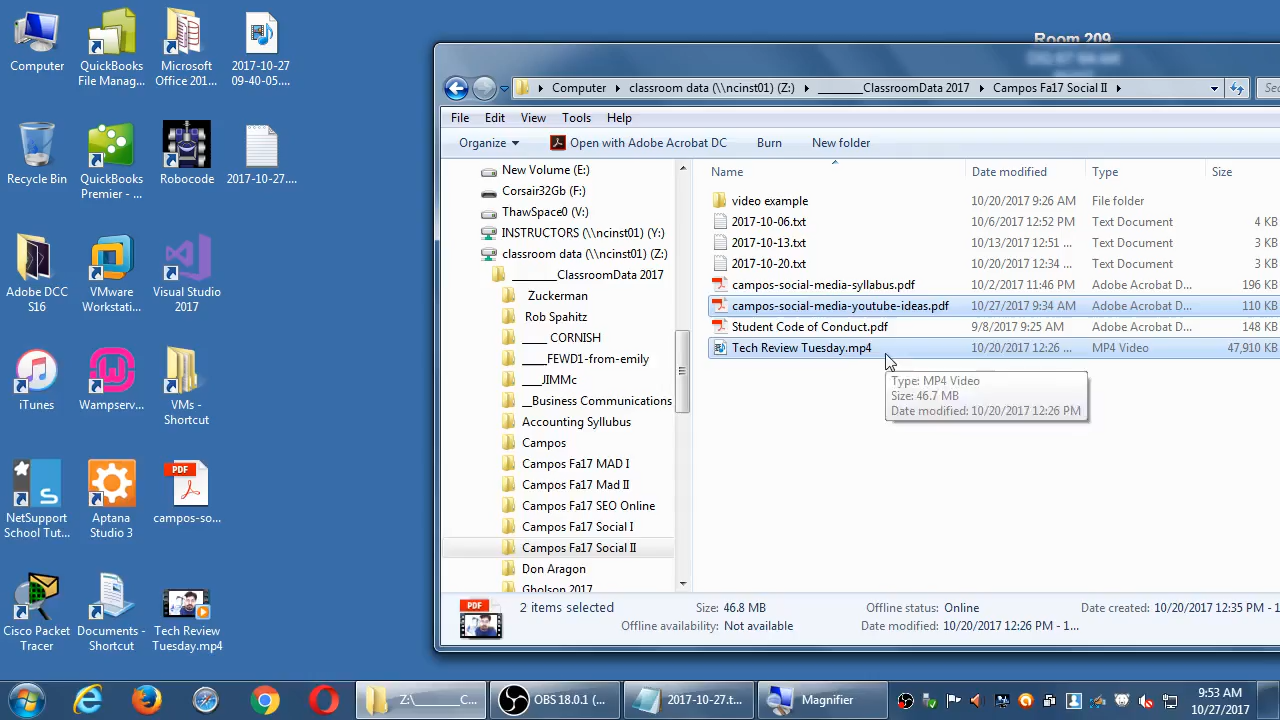 Computer
QuickBooks
File Manag...
Microsoft
Office 201...
2017-10-27
09-40-05....
Recycle Bin
QuickBooks
Premier - ...
Robocode
2017-10-27....
Adobe DCC
S16
VMware
Workstati...
Visual Studio
2017
iTunes
Wampserv...
VMs -
Shortcut
NetSupport
School Tut...
Aptana
Studio 3
PDF
campos-so...
Cisco Packet
Tracer
Documents -
Shortcut
Tech Review
Tuesday.mp4
Room 209
Computer classroom data (\\ncinst01) (Z:) _______ClassroomData 2017 Campos Fa17 Social II
File Edit View Tools Help
Organize Open with Adobe Acrobat DC Burn New folder
New Volume (E:)
Corsair32Gb (F:)
ThawSpace0 (V:)
INSTRUCTORS (\\ncinst01) (Y:)
classroom data (\\ncinst01) (Z:)
_______ClassroomData 2017
Zuckerman
Rob Spahitz
____ CORNISH
____FEWD1-from-emily
___JIMMc
__Business Communications
Accounting Syllabus
Campos
Campos Fa17 MAD I
Campos Fa17 Mad II
Campos Fa17 SEO Online
Campos Fa17 Social I
Campos Fa17 Social II
Don Aragon
Gholson 2017
Name Date modified Type Size
video example 10/20/2017 9:26 AM File folder
2017-10-06.txt 10/6/2017 12:52 PM Text Document 4 KB
2017-10-13.txt 10/13/2017 12:51 ... Text Document 3 KB
2017-10-20.txt 10/20/2017 12:34 ... Text Document 3 KB
campos-social-media-syllabus.pdf 10/2/2017 11:46 PM Adobe Acrobat D... 196 KB
campos-social-media-youtube-ideas.pdf 10/27/2017 9:34 AM Adobe Acrobat D... 110 KB
Student Code of Conduct.pdf 9/8/2017 9:25 AM Adobe Acrobat D... 148 KB
Tech Review Tuesday.mp4 10/20/2017 12:26 ... MP4 Video 47,910 KB
Type: MP4 Video
Size: 46.7 MB
Date modified: 10/20/2017 12:26 PM
PDF
2 items selected Size: 46.8 MB Offline status: Online Date created: 10/20/2017 12:35 PM - 1
Offline availability: Not available Date modified: 10/20/2017 12:26 PM - 1...
Z:\_______C... OBS 18.0.1 (... 2017-10-27.t... Magnifier
9:53 AM
10/27/2017